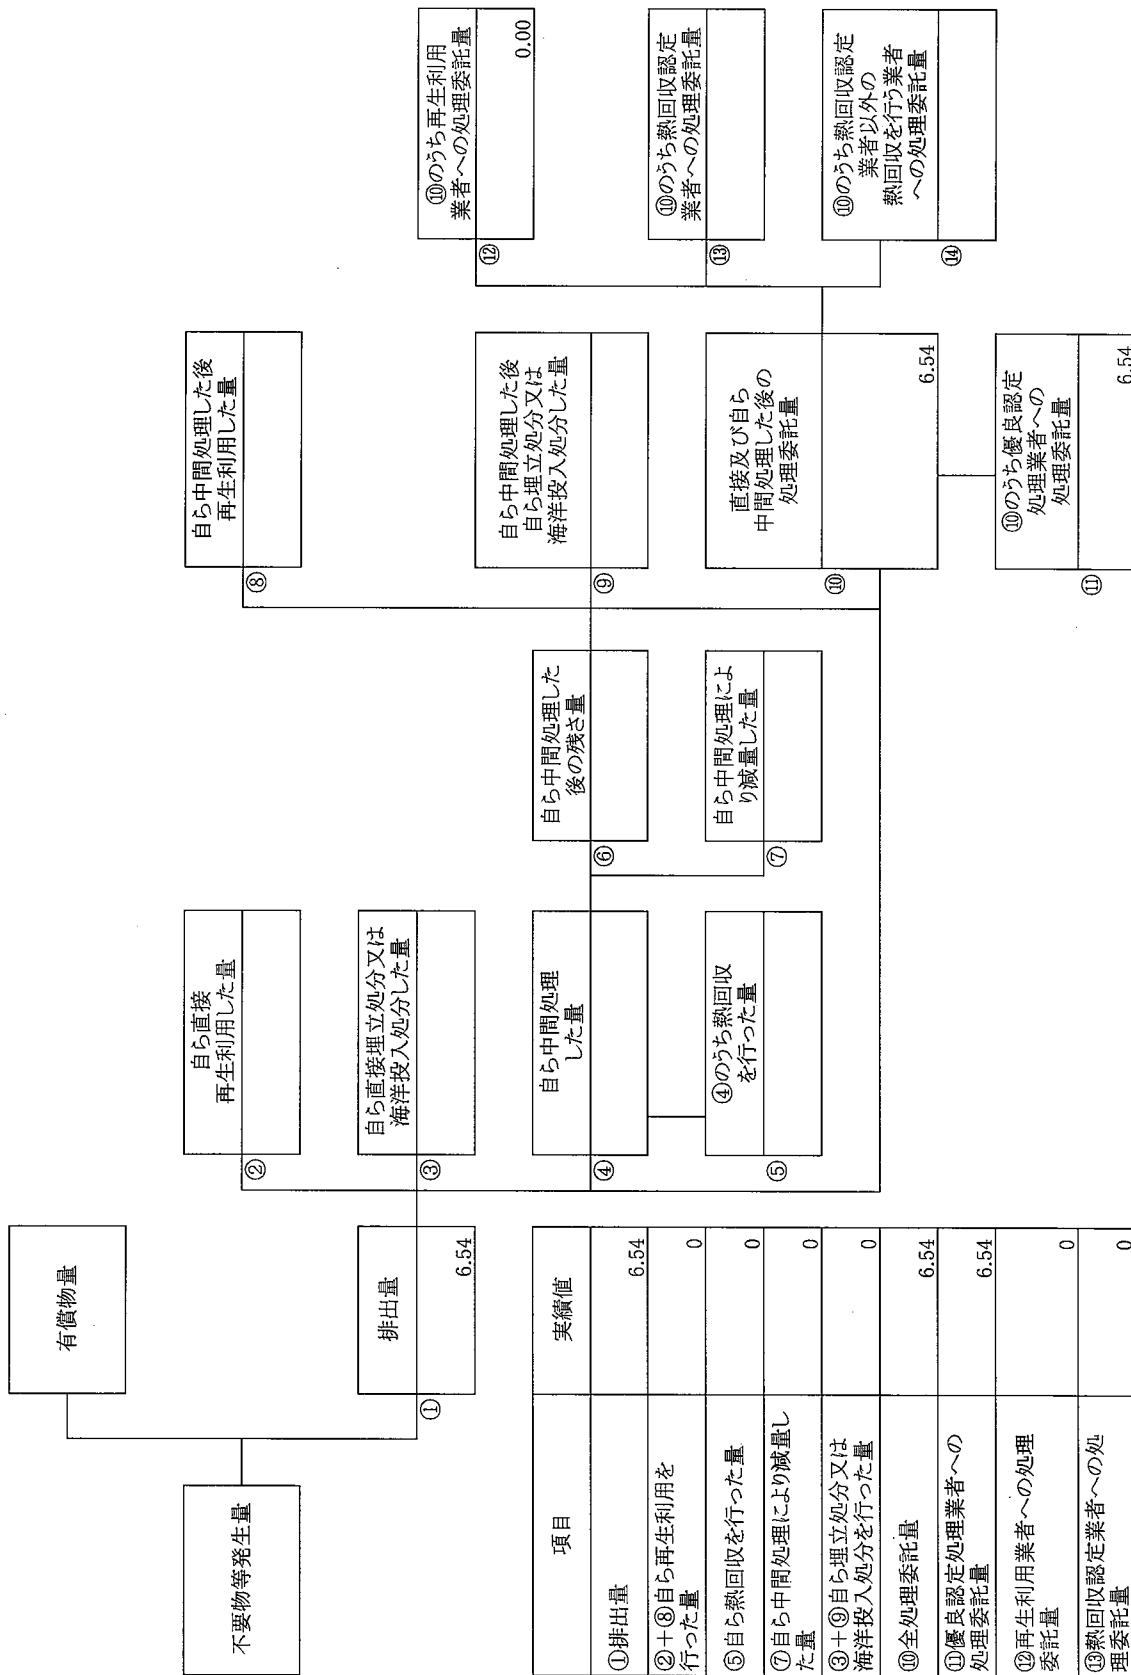 有償物量
不要物等発生量
排出量
①
6.54
自ら直接
再生利用した量
②
自ら直接埋立処分又は
海洋投入処分した量
③
自ら中間処理
した量
④
④のうち熱回収
を行った量
⑤
自ら中間処理した
後の残さ量
⑥
自ら中間処理によ
り減量した量
⑦
自ら中間処理した後
再生利用した量
⑧
自ら中間処理した後
自ら埋立処分又は
海洋投入処分した量
⑨
直接及び自ら
中間処理した後の
処理委託量
⑩
6.54
⑩のうち優良認定
処理業者への
処理委託量
⑪
6.54
⑩のうち再生利用
業者への処理委託量
⑫
0.00
⑩のうち熱回収認定
業者への処理委託量
⑬
⑩のうち熱回収認定
業者以外の
熱回収を行う業者
への処理委託量
⑭
項目 実績値
①排出量 6.54
②+⑧自ら再生利用を
行った量 0
⑤自ら熱回収を行った量 0
⑦自ら中間処理により減量し
た量 0
③+⑨自ら埋立処分又は
海洋投入処分を行った量 0
⑩全処理委託量 6.54
⑪優良認定処理業者への
処理委託量 6.54
⑫再生利用業者への処理
委託量 0
⑬熱回収認定業者への処
理委託量 0